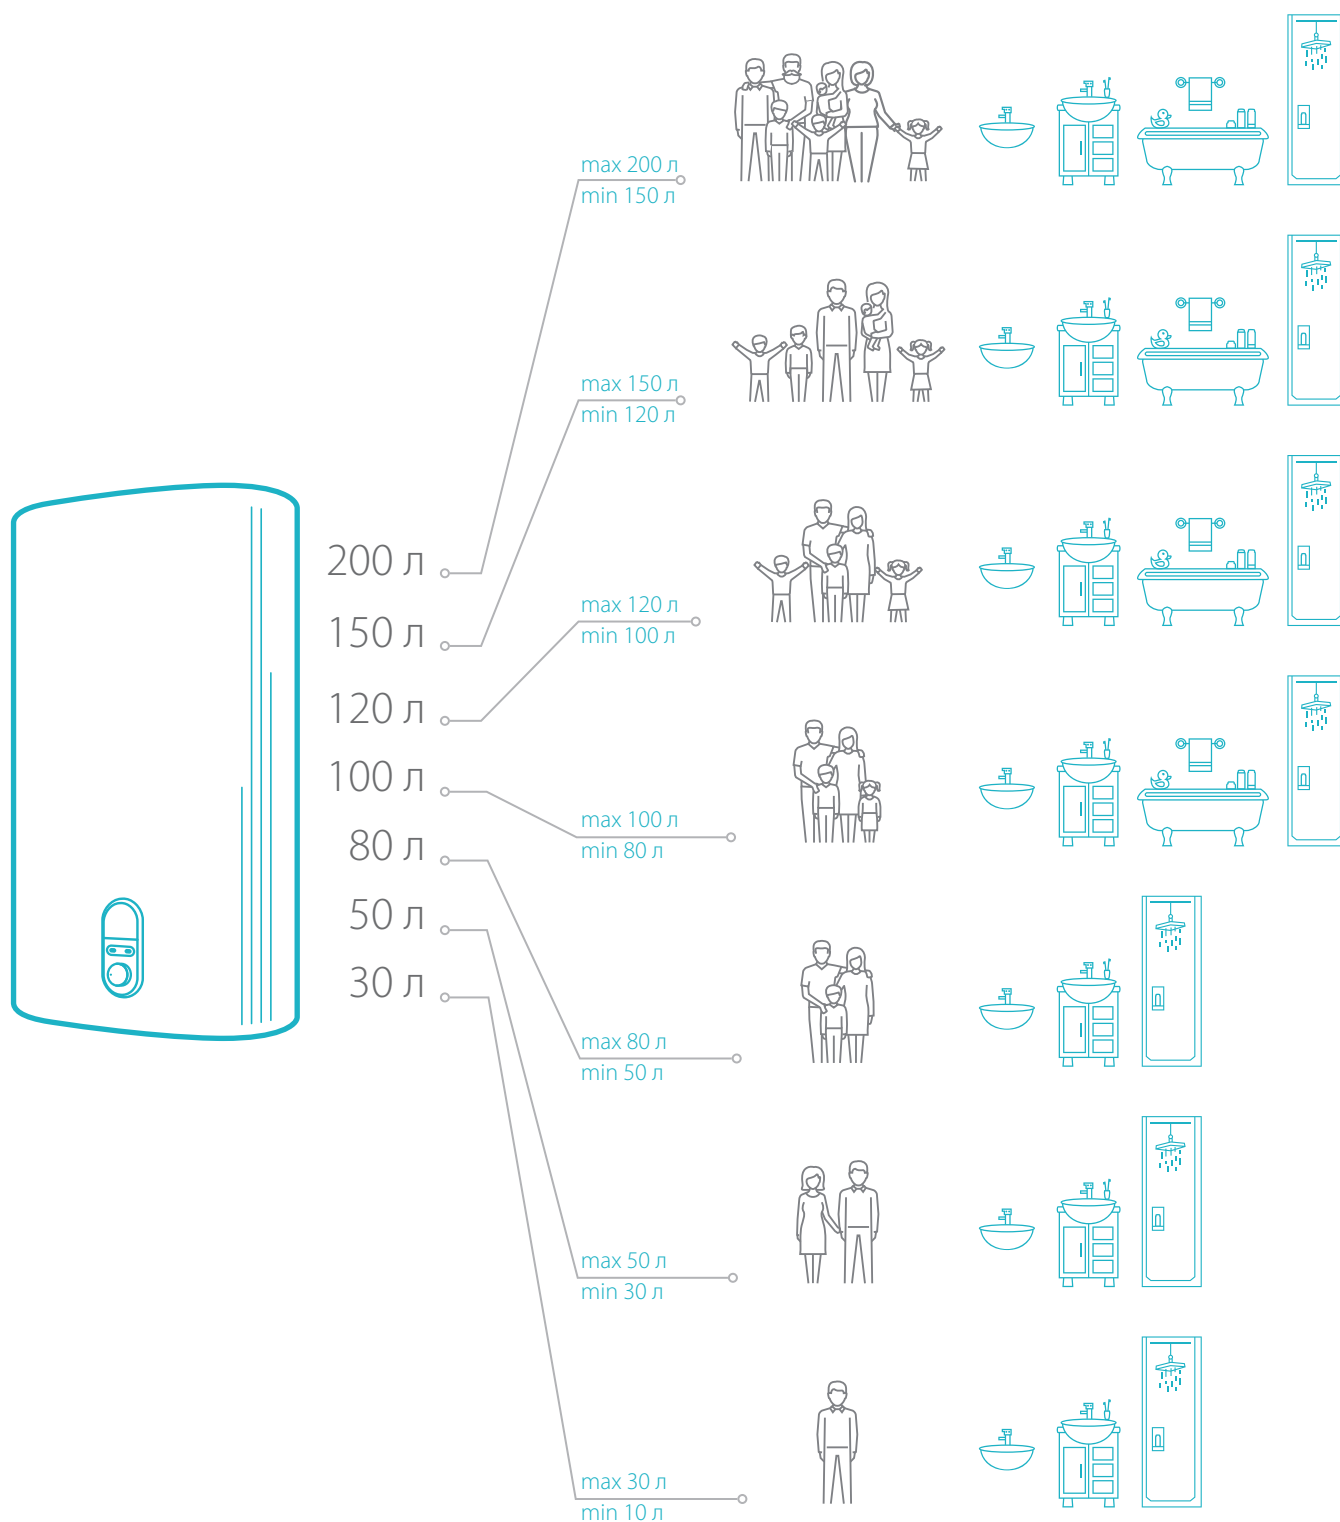 200 л
150 л
120 л
100 л
80 л
50 л
30 л
max 200 л
min 150 л
max 150 л
min 120 л
max 120 л
min 100 л
max 100 л
min 80 л
max 80 л
min 50 л
max 50 л
min 30 л
max 30 л
min 10 л